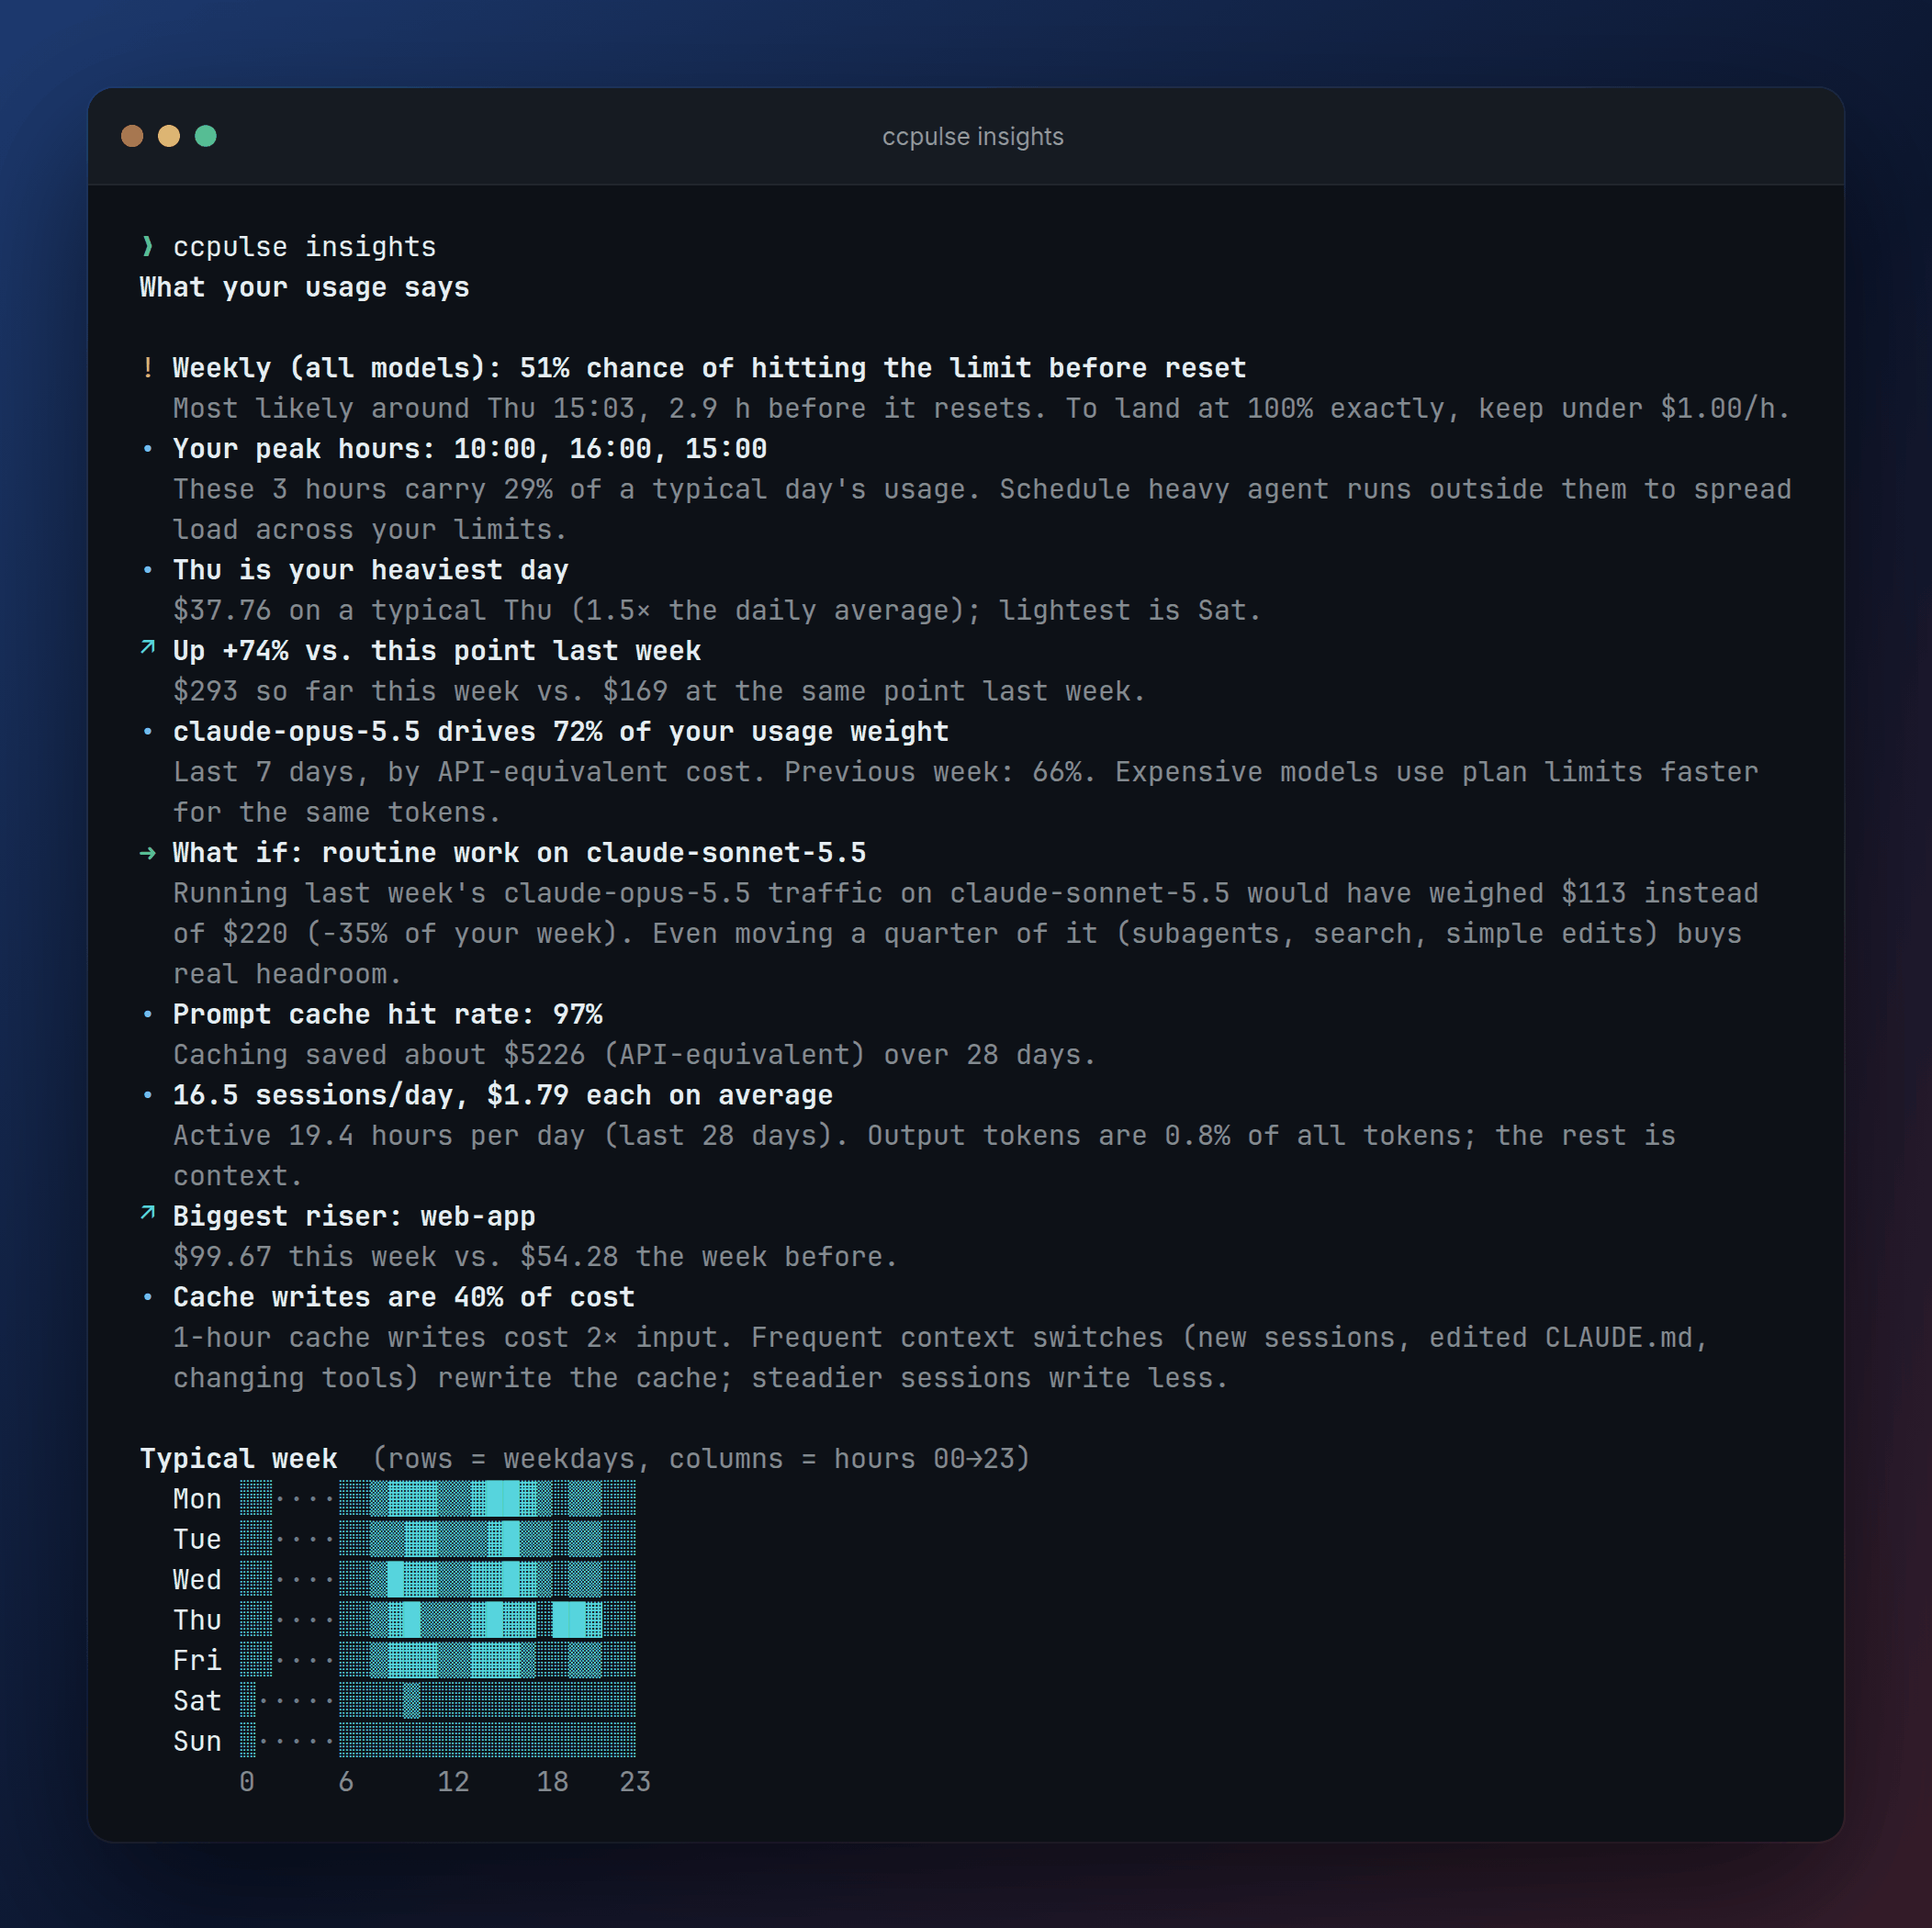 ccpulse insights
❯ ccpulse insights
What your usage says
! Weekly (all models): 51% chance of hitting the limit before reset
Most likely around Thu 15:03, 2.9 h before it resets. To land at 100% exactly, keep under $1.00/h.
• Your peak hours: 10:00, 16:00, 15:00
These 3 hours carry 29% of a typical day's usage. Schedule heavy agent runs outside them to spread
load across your limits.
• Thu is your heaviest day
$37.76 on a typical Thu (1.5× the daily average); lightest is Sat.
↗ Up +74% vs. this point last week
$293 so far this week vs. $169 at the same point last week.
• claude-opus-5.5 drives 72% of your usage weight
Last 7 days, by API-equivalent cost. Previous week: 66%. Expensive models use plan limits faster
for the same tokens.
→ What if: routine work on claude-sonnet-5.5
Running last week's claude-opus-5.5 traffic on claude-sonnet-5.5 would have weighed $113 instead
of $220 (-35% of your week). Even moving a quarter of it (subagents, search, simple edits) buys
real headroom.
• Prompt cache hit rate: 97%
Caching saved about $5226 (API-equivalent) over 28 days.
• 16.5 sessions/day, $1.79 each on average
Active 19.4 hours per day (last 28 days). Output tokens are 0.8% of all tokens; the rest is
context.
↗ Biggest riser: web-app
$99.67 this week vs. $54.28 the week before.
• Cache writes are 40% of cost
1-hour cache writes cost 2× input. Frequent context switches (new sessions, edited CLAUDE.md,
changing tools) rewrite the cache; steadier sessions write less.
Typical week (rows = weekdays, columns = hours 00→23)
Mon
Tue
Wed
Thu
Fri
Sat
Sun
0 6 12 18 23